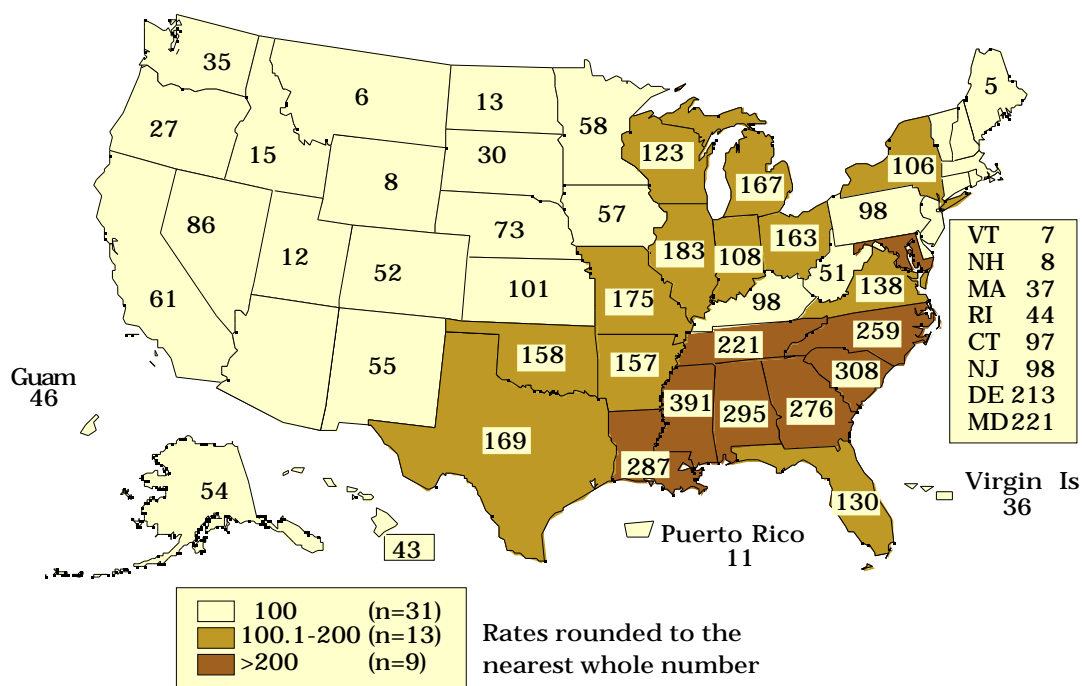 35
6
13
58
5
27
15
8
30
123
167
106
86
73
57
98
12
52
183
108
163
51
61
101
175
98
138
55
158
157
221
259
308
169
391
295
276
287
130
54
43
Guam
46
VT 7
NH 8
MA 37
RI 44
CT 97
NJ 98
DE 213
MD 221
Virgin Is
36
Puerto Rico
11
100 (n=31)
100.1-200 (n=13)
>200 (n=9)
Rates rounded to the
nearest whole number